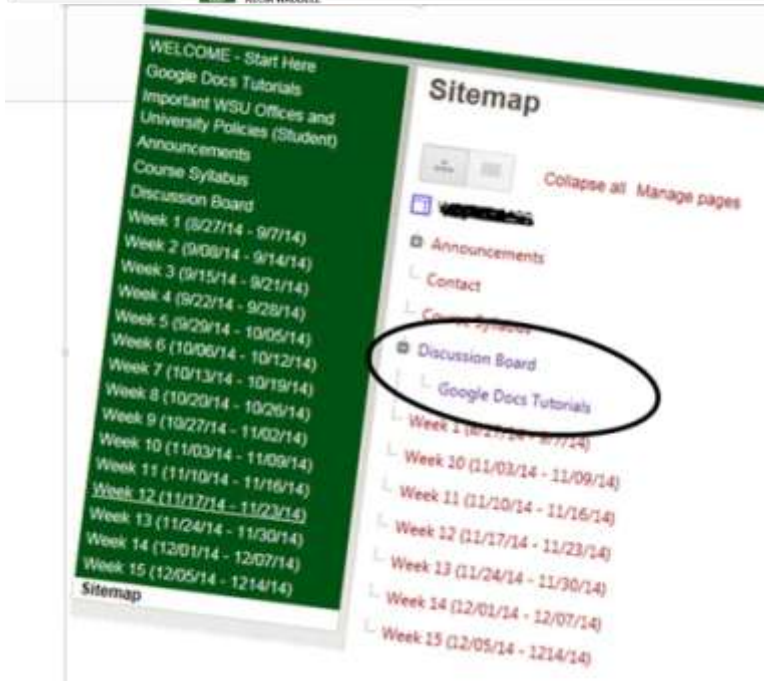 WELCOME - Start Here
Google Docs Tutorials
Important WSU Offices and
University Policies (Student)
Announcements
Course Syllabus
Discussion Board
Week 1 (8/27/14 - 9/7/14)
Week 2 (9/08/14 - 9/14/14)
Week 3 (9/15/14 - 9/21/14)
Week 4 (9/22/14 - 9/28/14)
Week 5 (9/29/14 - 10/05/14)
Week 6 (10/06/14 - 10/12/14)
Week 7 (10/13/14 - 10/19/14)
Week 8 (10/20/14 - 10/26/14)
Week 9 (10/27/14 - 11/02/14)
Week 10 (11/03/14 - 11/09/14)
Week 11 (11/10/14 - 11/16/14)
Week 12 (11/17/14 - 11/23/14)
Week 13 (11/24/14 - 11/30/14)
Week 14 (12/01/14 - 12/07/14)
Week 15 (12/05/14 - 1214/14)
Sitemap
Sitemap
Collapse all Manage pages
Announcements
Contact
Course Syllabus
Discussion Board
Google Docs Tutorials
Week 1 (8/27/14 - 9/7/14)
Week 10 (11/03/14 - 11/09/14)
Week 11 (11/10/14 - 11/16/14)
Week 12 (11/17/14 - 11/23/14)
Week 13 (11/24/14 - 11/30/14)
Week 14 (12/01/14 - 12/07/14)
Week 15 (12/05/14 - 1214/14)